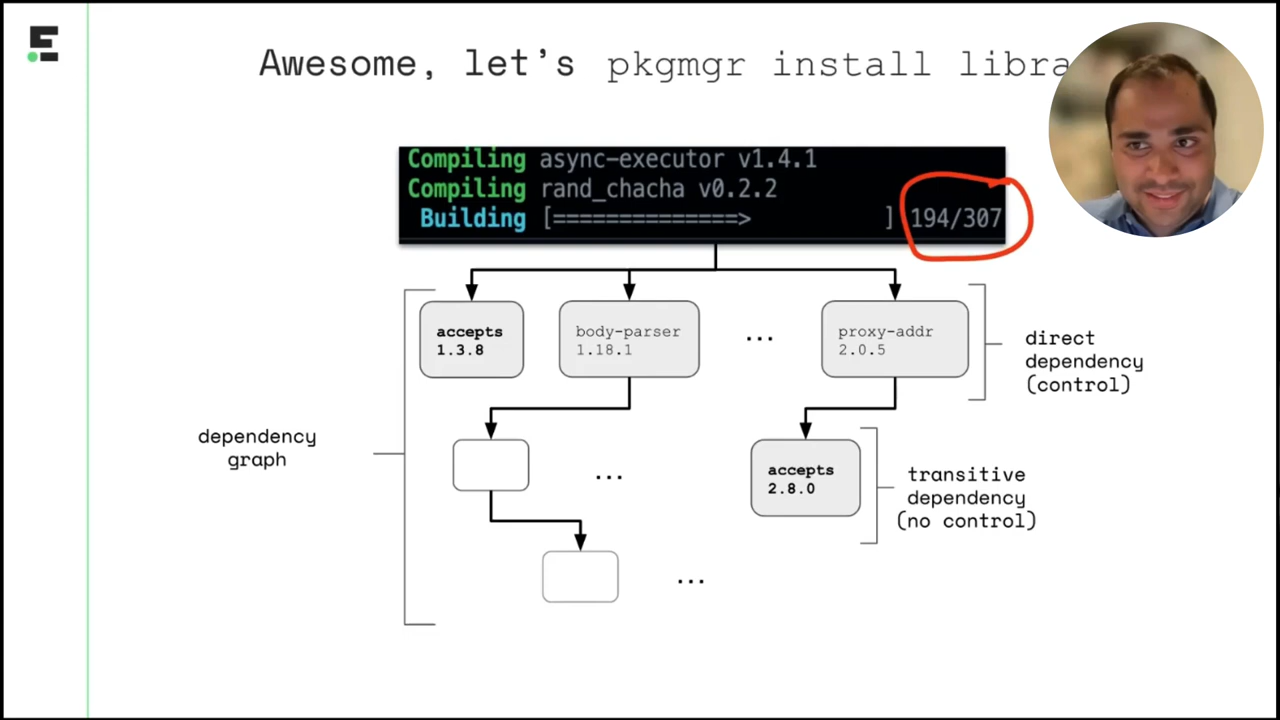 Awesome, let's pkgmgr install libra
Compiling async-executor v1.4.1
Compiling rand_chacha v0.2.2
Building [==============> ] 194/307
accepts
1.3.8
body-parser
1.18.1
...
proxy-addr
2.0.5
direct
dependency
(control)
dependency
graph
...
accepts
2.8.0
transitive
dependency
(no control)
...